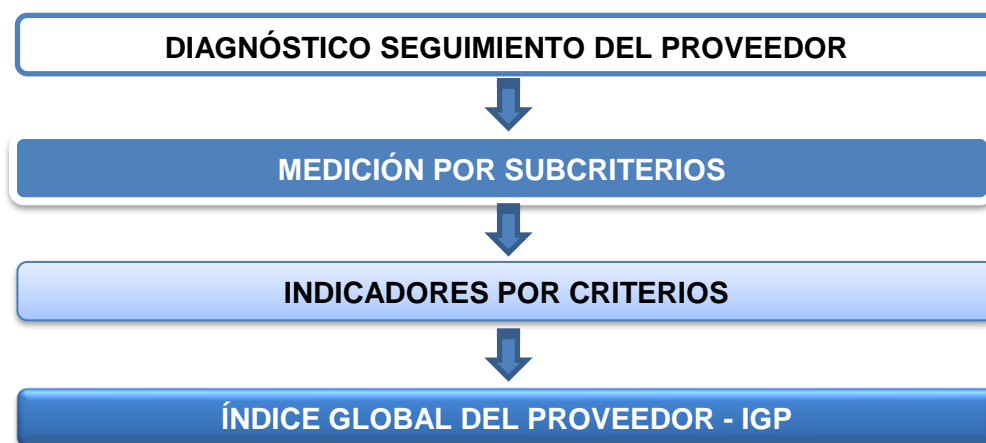 DIAGNÓSTICO SEGUIMIENTO DEL PROVEEDOR
MEDICIÓN POR SUBCRITERIOS
INDICADORES POR CRITERIOS
ÍNDICE GLOBAL DEL PROVEEDOR - IGP